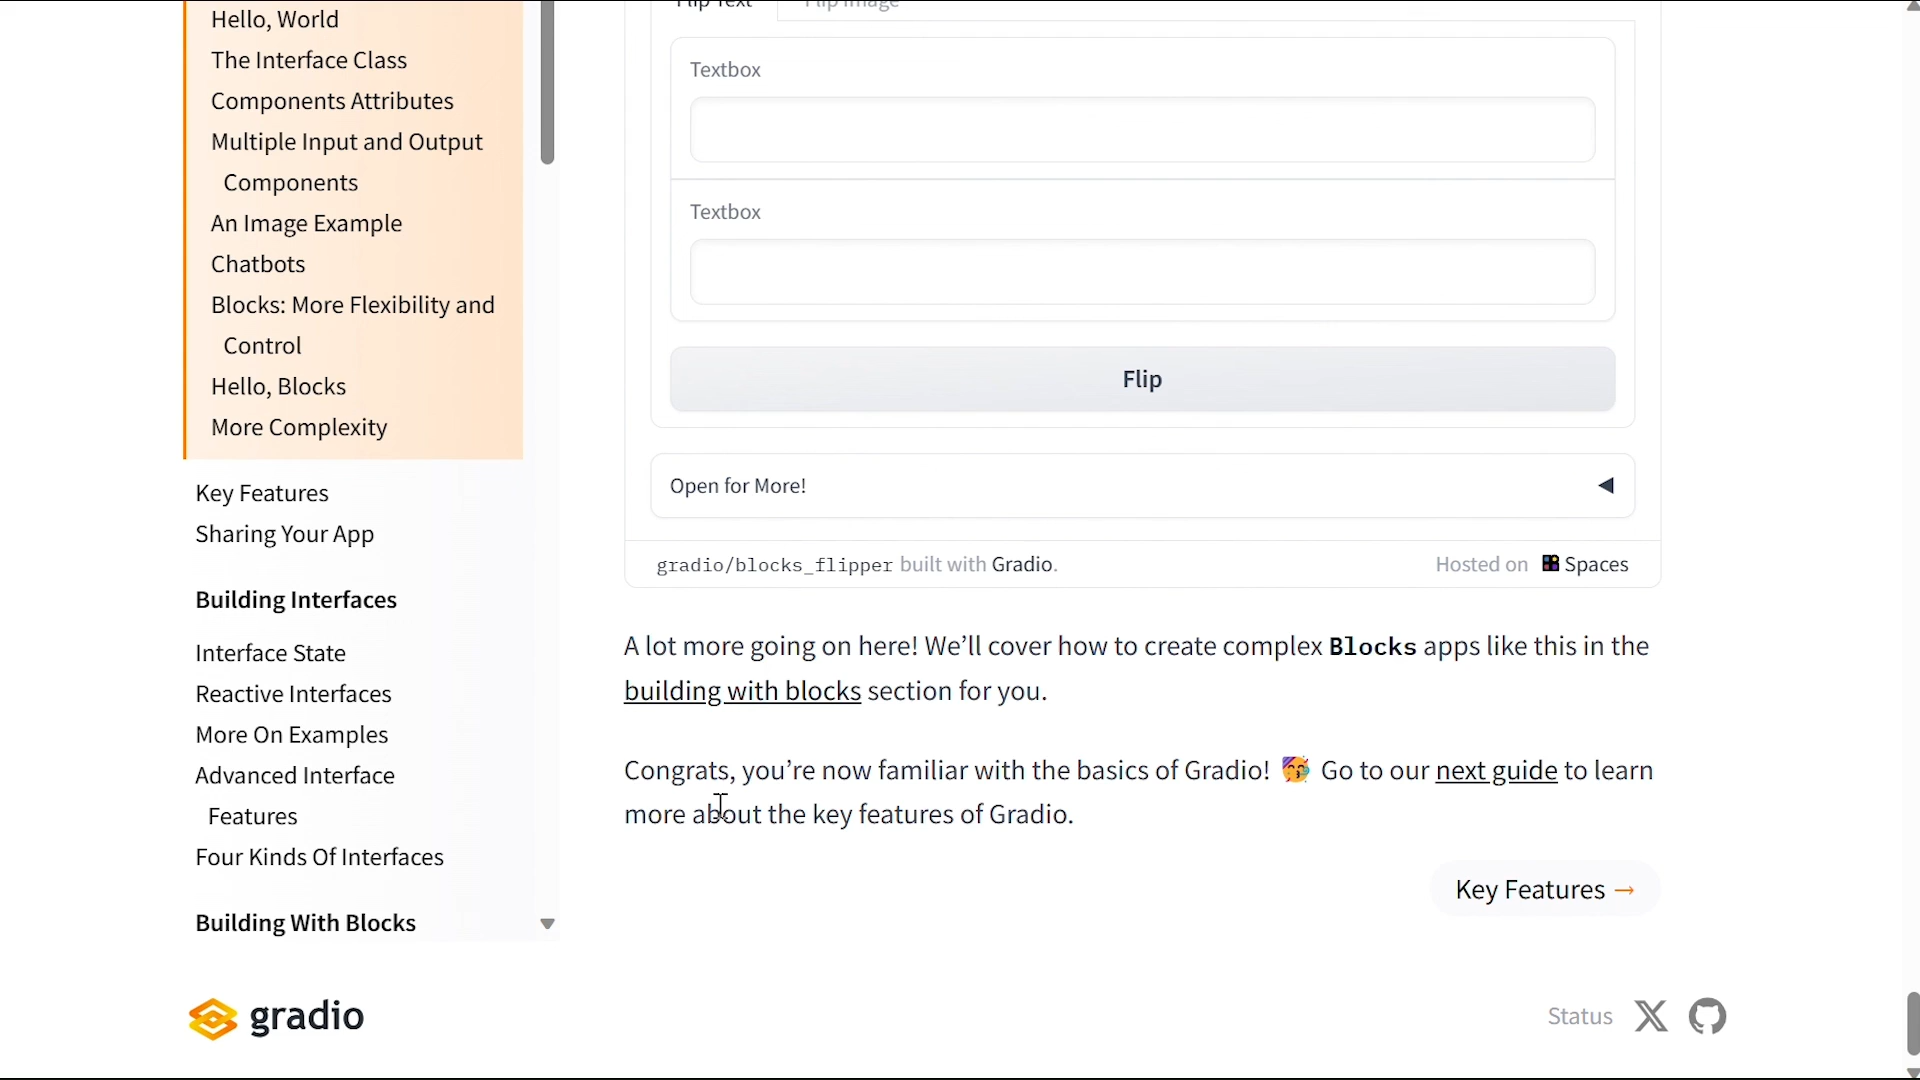 Hello, World
The Interface Class
Components Attributes
Multiple Input and Output
Components
An Image Example
Chatbots
Blocks: More Flexibility and
Control
Hello, Blocks
More Complexity
Key Features
Sharing Your App
Building Interfaces
Interface State
Reactive Interfaces
More On Examples
Advanced Interface
Features
Four Kinds Of Interfaces
Building With Blocks
Flip Text Flip Image
Textbox
Textbox
Flip
Open for More!
gradio/blocks_flipper built with Gradio.
Hosted on Spaces
A lot more going on here! We’ll cover how to create complex Blocks apps like this in the
building with blocks section for you.
Congrats, you’re now familiar with the basics of Gradio! 🥳 Go to our next guide to learn
more about the key features of Gradio.
Key Features →
gradio
Status